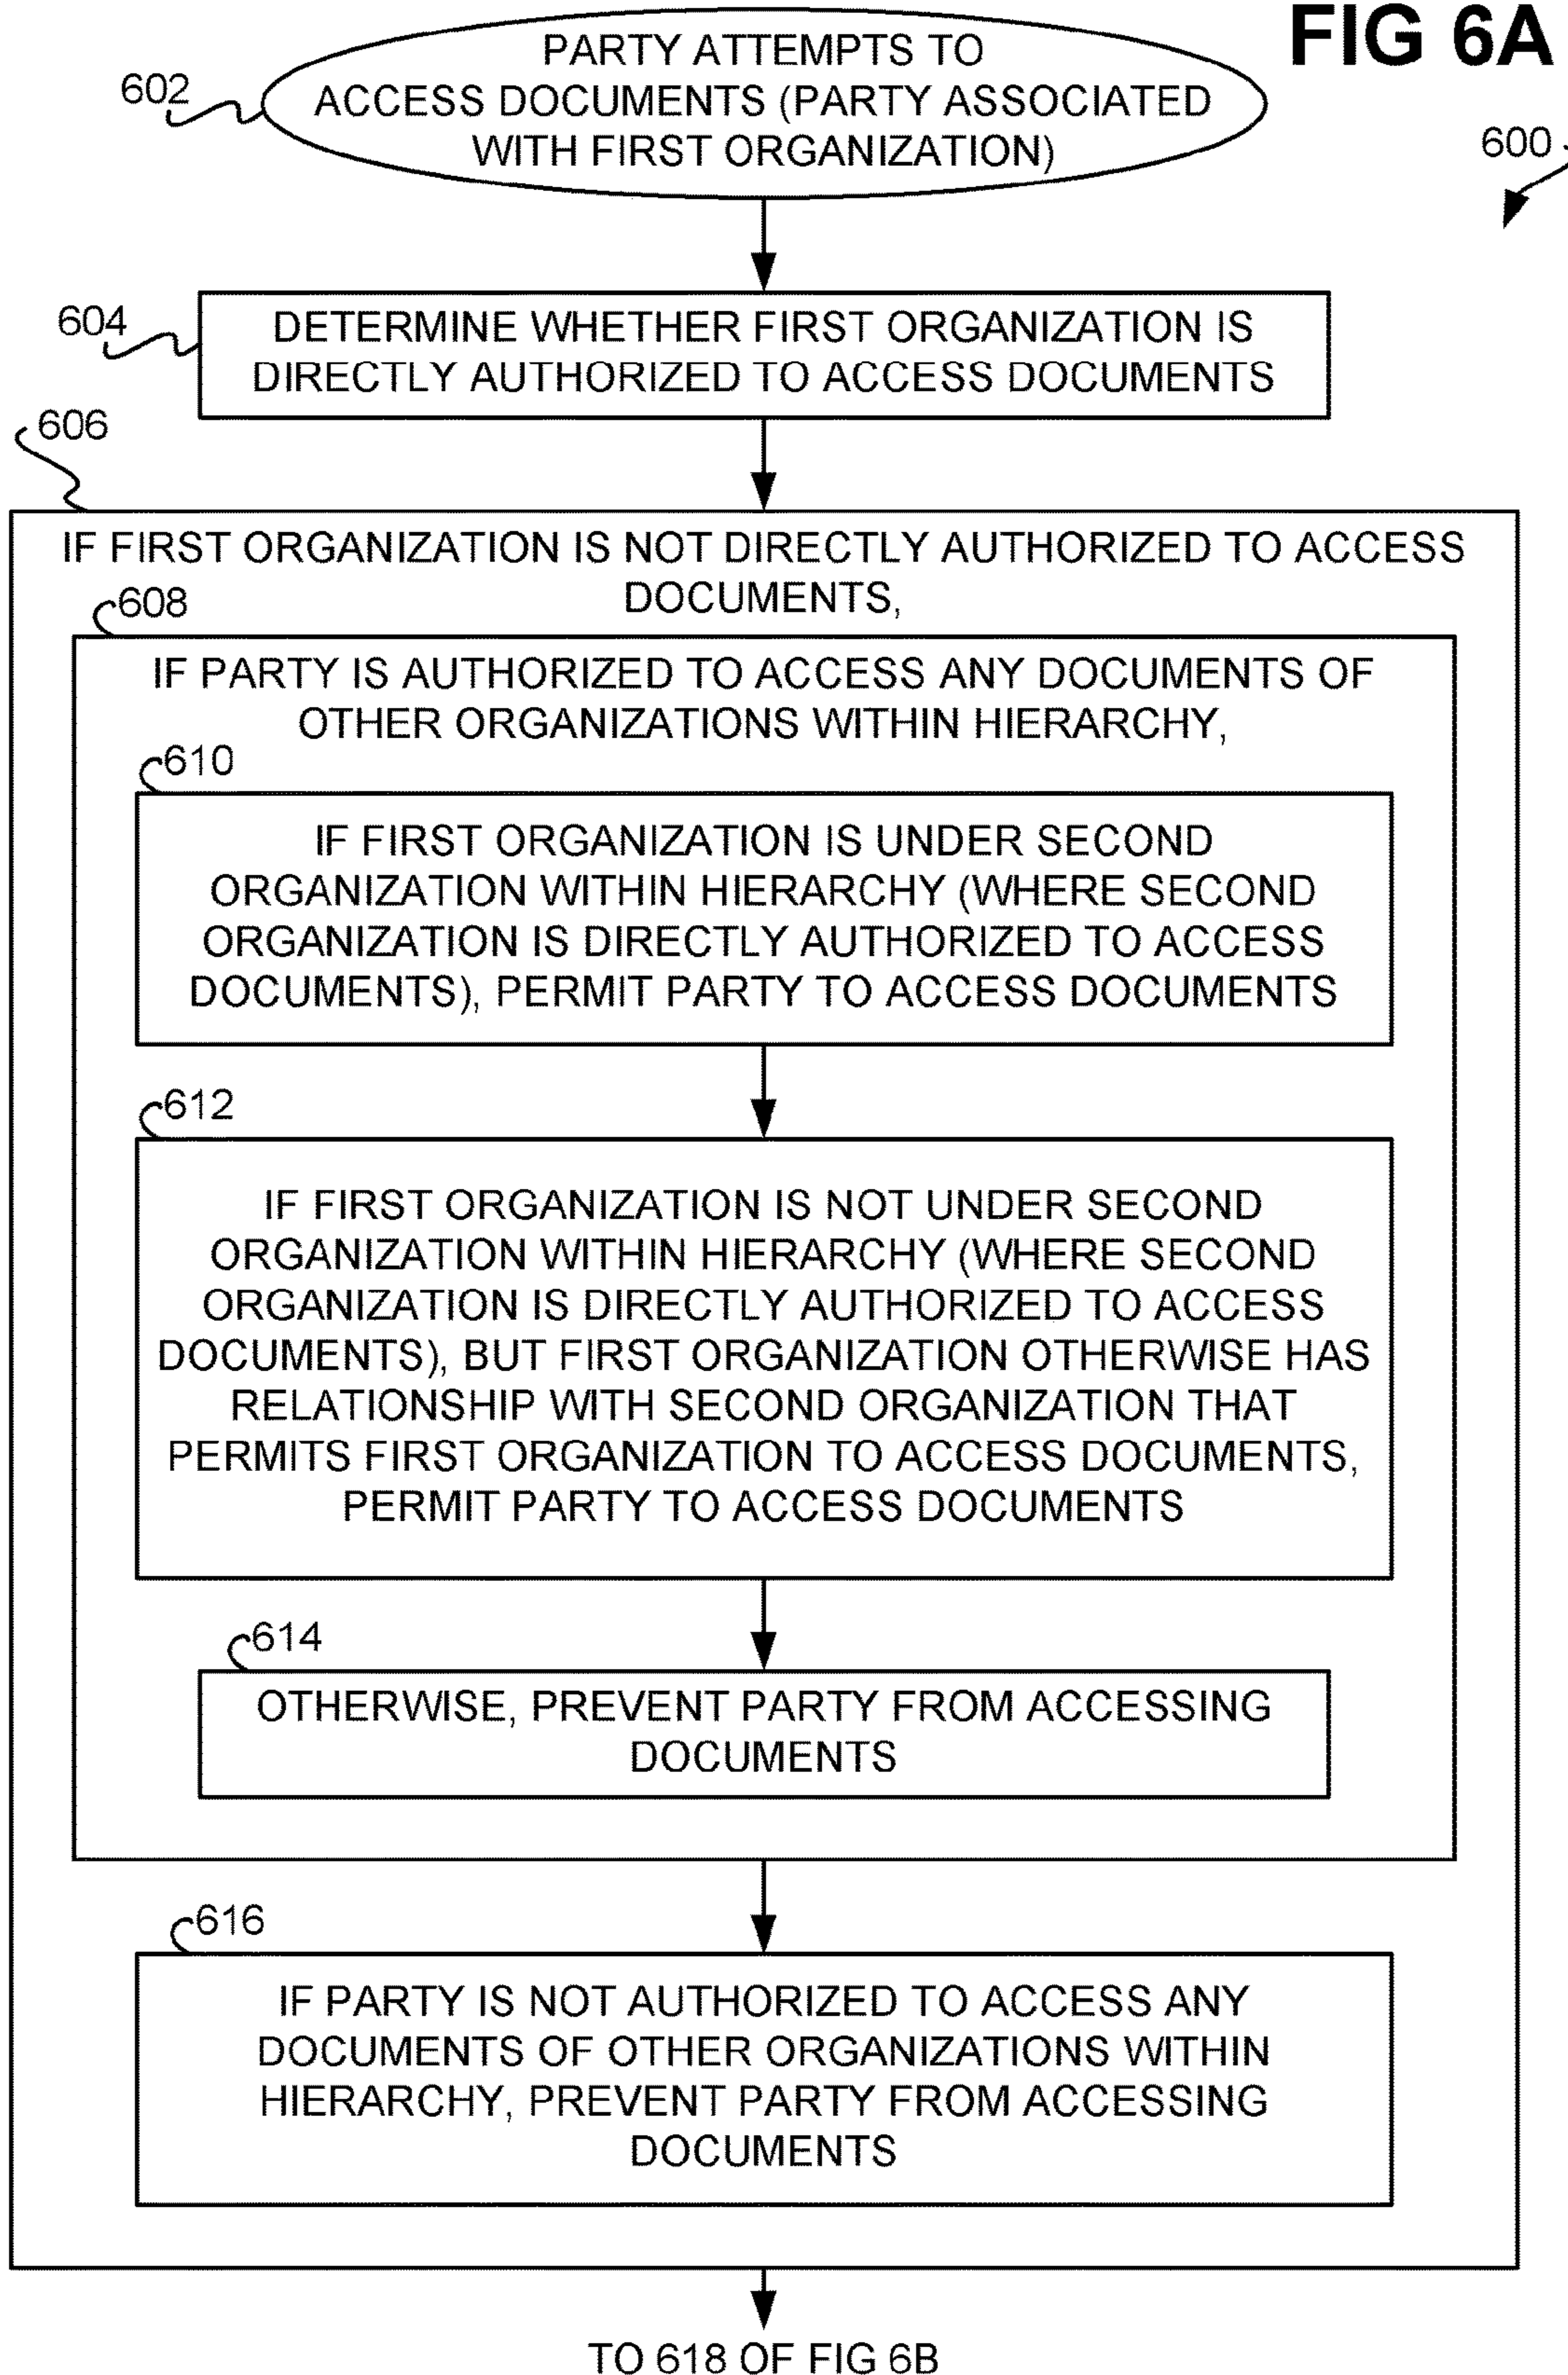 FIG 6A
PARTY ATTEMPTS TO
602
ACCESS DOCUMENTS (PARTY ASSOCIATED
WITH FIRST ORGANIZATION)
600
604
DETERMINE WHETHER FIRST ORGANIZATION IS
DIRECTLY AUTHORIZED TO ACCESS DOCUMENTS
606
IF FIRST ORGANIZATION IS NOT DIRECTLY AUTHORIZED TO ACCESS
DOCUMENTS,
608
IF PARTY IS AUTHORIZED TO ACCESS ANY DOCUMENTS OF
OTHER ORGANIZATIONS WITHIN HIERARCHY,
610
IF FIRST ORGANIZATION IS UNDER SECOND
ORGANIZATION WITHIN HIERARCHY (WHERE SECOND
ORGANIZATION IS DIRECTLY AUTHORIZED TO ACCESS
DOCUMENTS), PERMIT PARTY TO ACCESS DOCUMENTS
612
IF FIRST ORGANIZATION IS NOT UNDER SECOND
ORGANIZATION WITHIN HIERARCHY (WHERE SECOND
ORGANIZATION IS DIRECTLY AUTHORIZED TO ACCESS
DOCUMENTS), BUT FIRST ORGANIZATION OTHERWISE HAS
RELATIONSHIP WITH SECOND ORGANIZATION THAT
PERMITS FIRST ORGANIZATION TO ACCESS DOCUMENTS,
PERMIT PARTY TO ACCESS DOCUMENTS
614
OTHERWISE, PREVENT PARTY FROM ACCESSING
DOCUMENTS
616
IF PARTY IS NOT AUTHORIZED TO ACCESS ANY
DOCUMENTS OF OTHER ORGANIZATIONS WITHIN
HIERARCHY, PREVENT PARTY FROM ACCESSING
DOCUMENTS
TO 618 OF FIG 6B